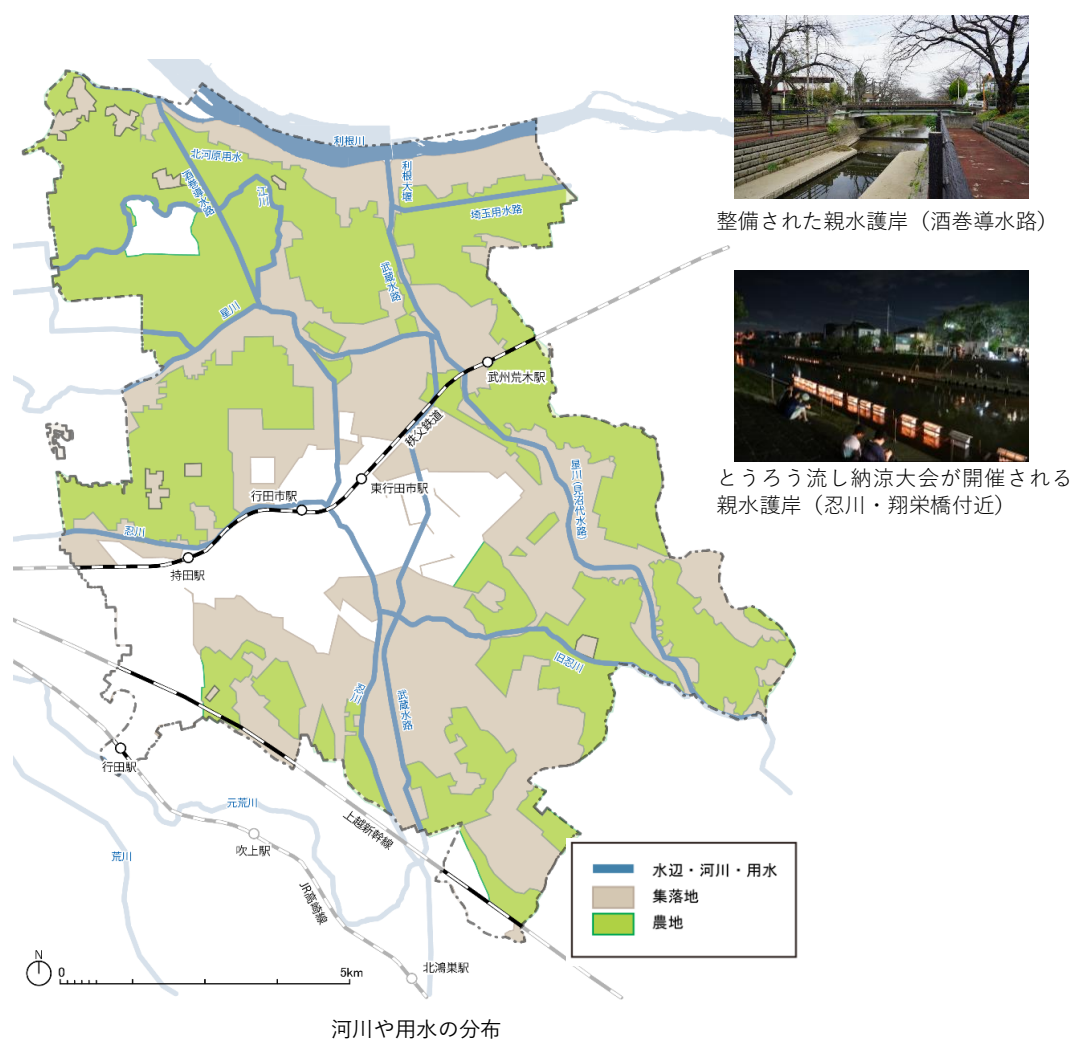 整備された親水護岸（酒巻導水路）
とうろう流し納涼大会が開催される
親水護岸（忍川・翔栄橋付近）
利根川
北河原用水
酒巻導水路
江川
利根大堰
埼玉用水路
武蔵水路
星川
武州荒木駅
秩父鉄道
東行田市駅
行田市駅
星川(見沼代水路)
忍川
持田駅
旧忍川
忍川
武蔵水路
行田駅
元荒川
上越新幹線
吹上駅
荒川
JR高崎線
北鴻巣駅
水辺・河川・用水
集落地
農地
N
0
5km
河川や用水の分布